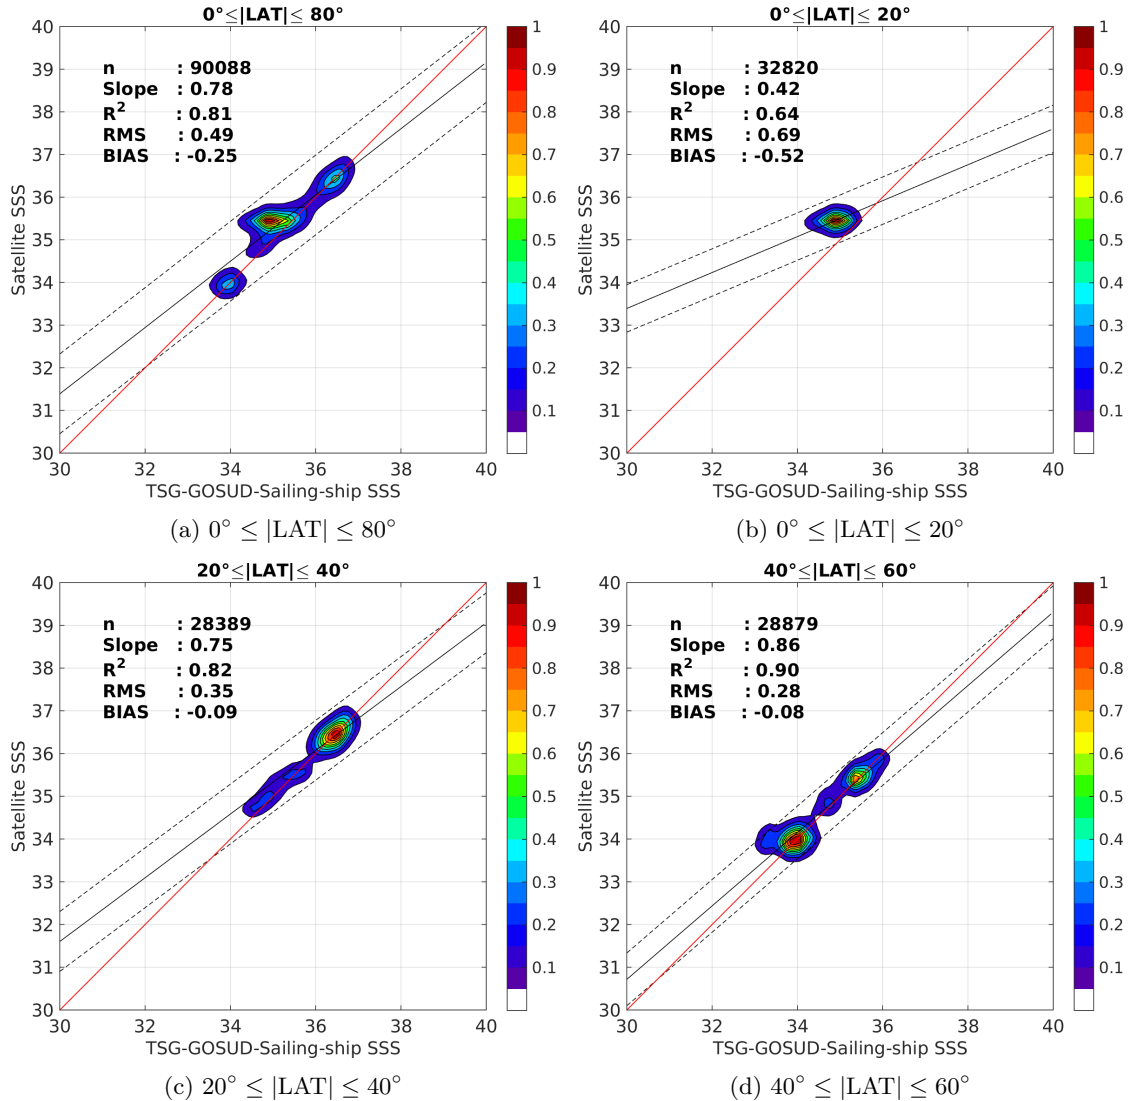 0°≤|LAT|≤ 80°
n : 90088
Slope : 0.78
R2 : 0.81
RMS : 0.49
BIAS : -0.25
40
39
38
37
36
35
34
33
32
31
30
Satellite SSS
30 32 34 36 38 40
TSG-GOSUD-Sailing-ship SSS
1
0.9
0.8
0.7
0.6
0.5
0.4
0.3
0.2
0.1
(a) 0° ≤ |LAT| ≤ 80°
0°≤|LAT|≤ 20°
n : 32820
Slope : 0.42
R2 : 0.64
RMS : 0.69
BIAS : -0.52
40
39
38
37
36
35
34
33
32
31
30
Satellite SSS
30 32 34 36 38 40
TSG-GOSUD-Sailing-ship SSS
1
0.9
0.8
0.7
0.6
0.5
0.4
0.3
0.2
0.1
(b) 0° ≤ |LAT| ≤ 20°
20°≤|LAT|≤ 40°
n : 28389
Slope : 0.75
R2 : 0.82
RMS : 0.35
BIAS : -0.09
40
39
38
37
36
35
34
33
32
31
30
Satellite SSS
30 32 34 36 38 40
TSG-GOSUD-Sailing-ship SSS
1
0.9
0.8
0.7
0.6
0.5
0.4
0.3
0.2
0.1
(c) 20° ≤ |LAT| ≤ 40°
40°≤|LAT|≤ 60°
n : 28879
Slope : 0.86
R2 : 0.90
RMS : 0.28
BIAS : -0.08
40
39
38
37
36
35
34
33
32
31
30
Satellite SSS
30 32 34 36 38 40
TSG-GOSUD-Sailing-ship SSS
1
0.9
0.8
0.7
0.6
0.5
0.4
0.3
0.2
0.1
(d) 40° ≤ |LAT| ≤ 60°